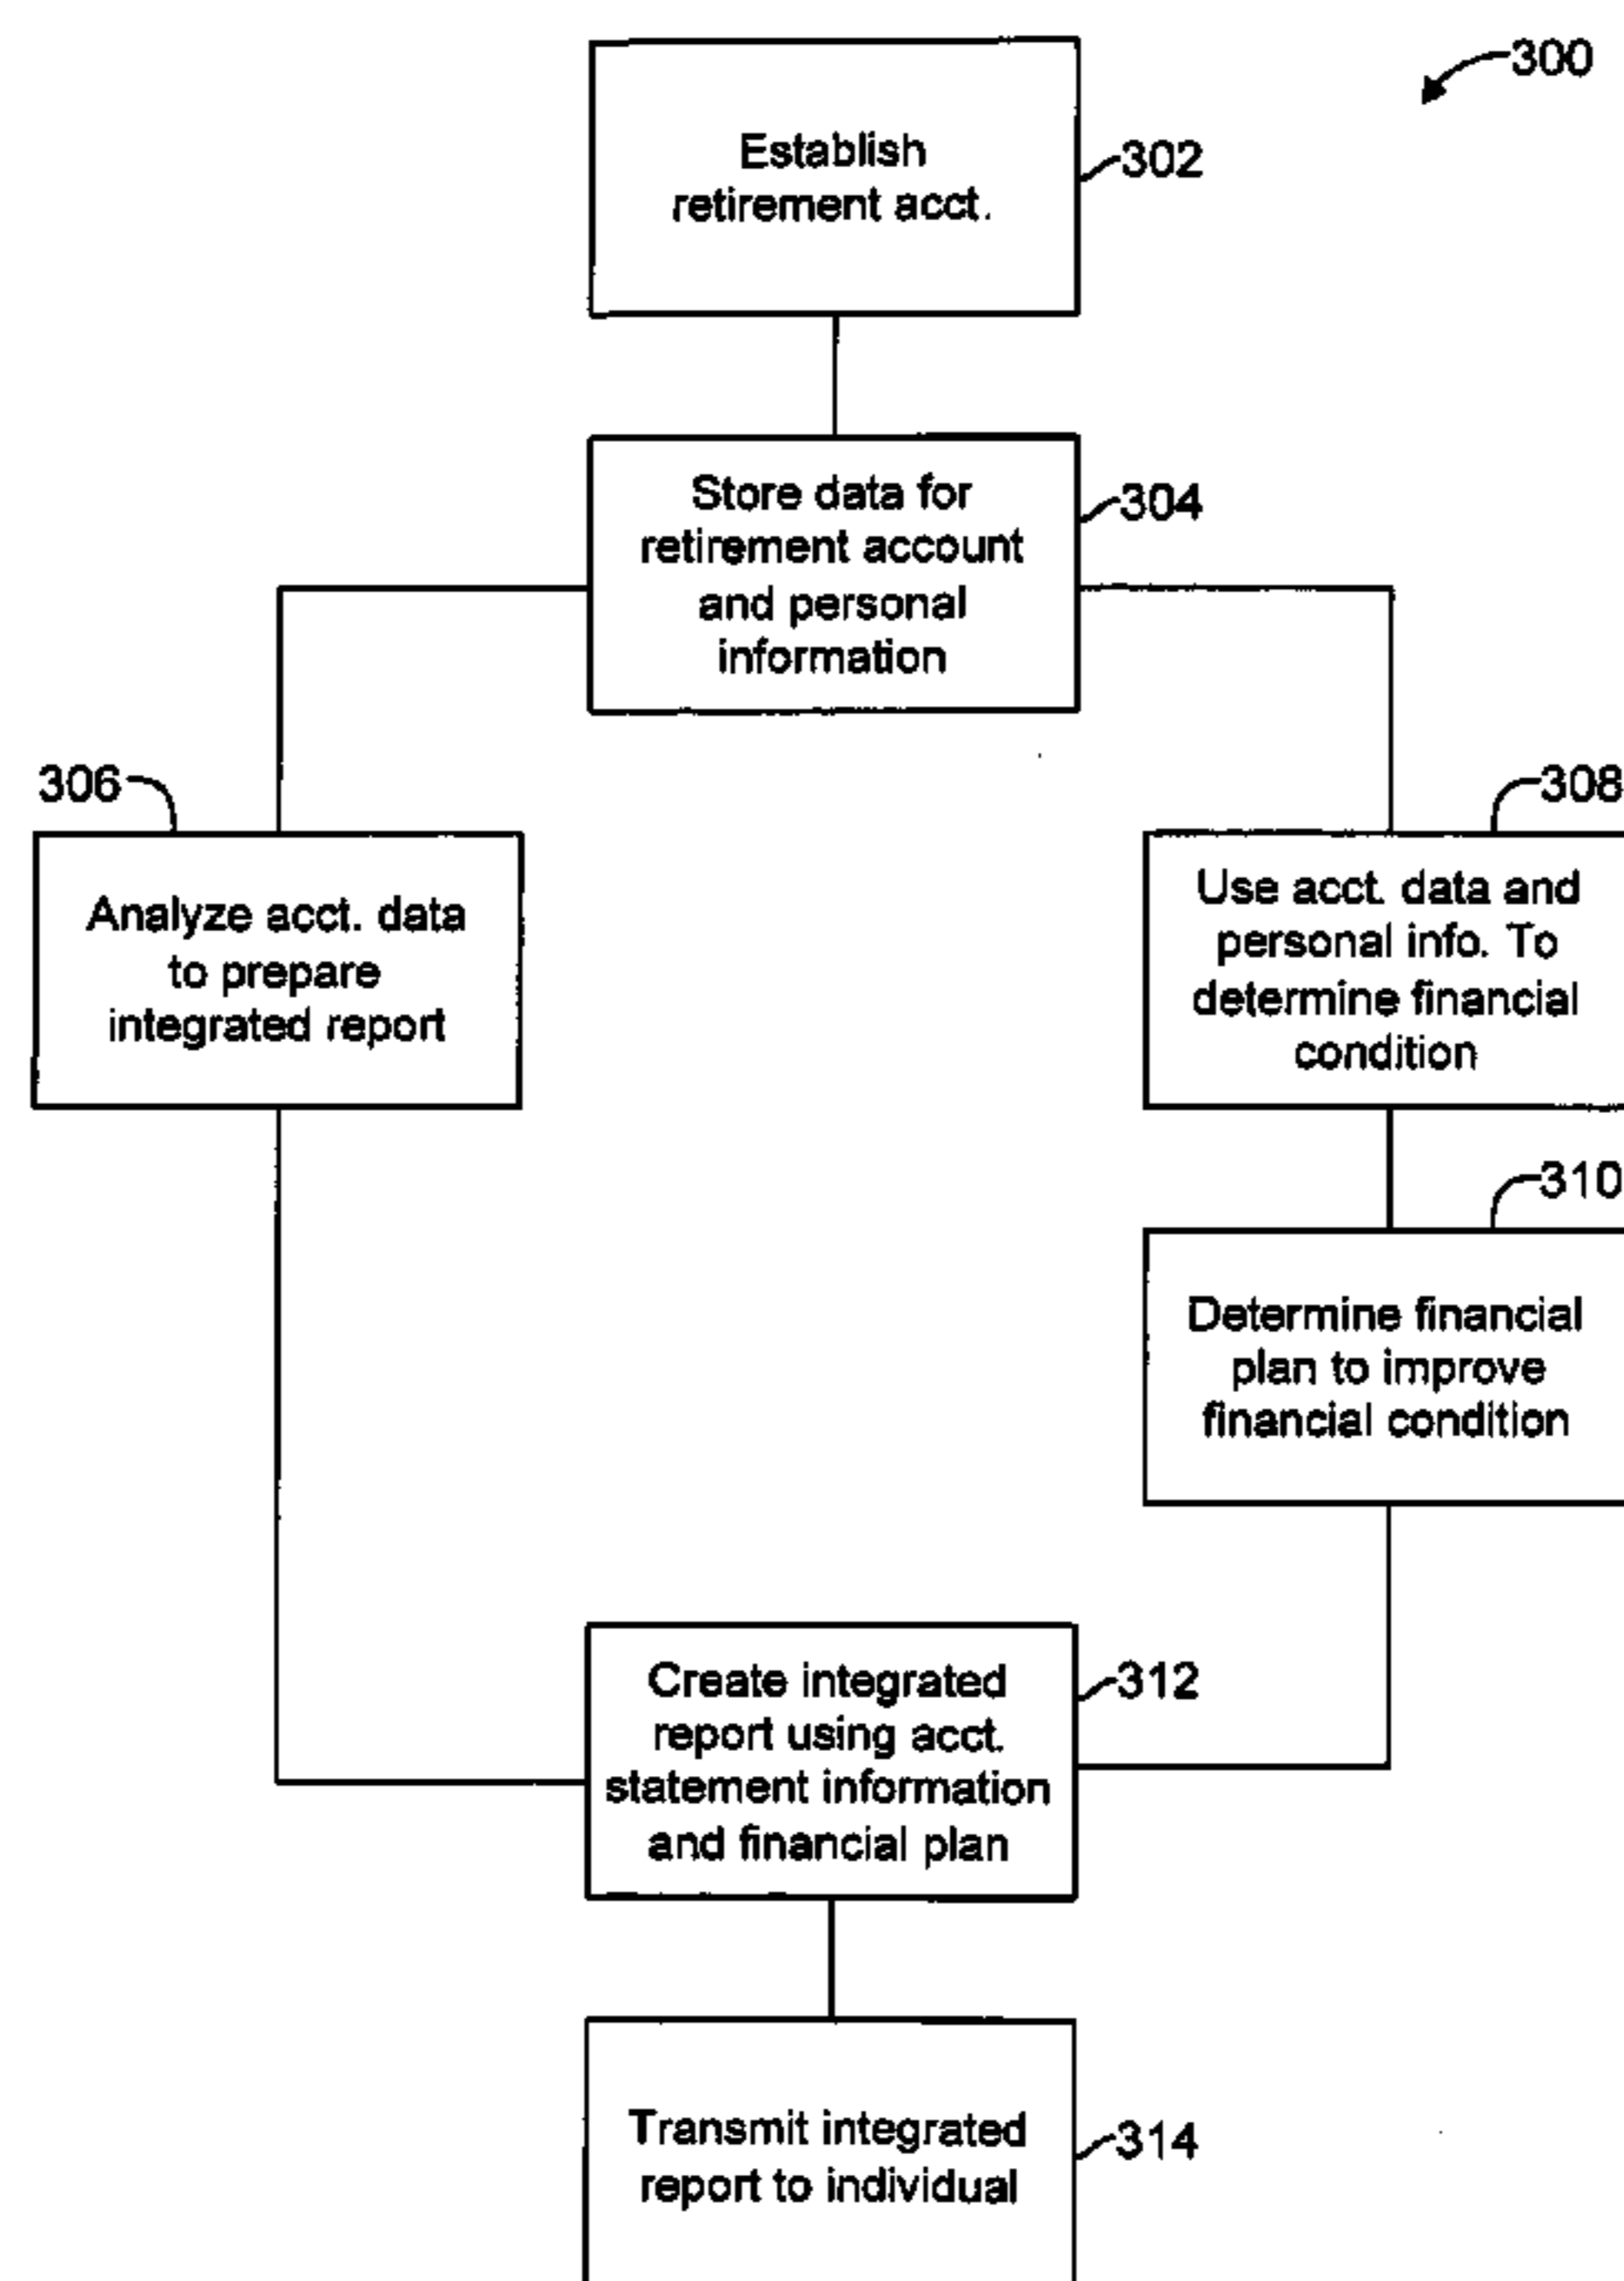 300
Establish
retirement acct.
302
Store data for
retirement account
and personal
information
304
306
Analyze acct. data
to prepare
integrated report
308
Use acct. data and
personal info. To
determine financial
condition
310
Determine financial
plan to improve
financial condition
Create integrated
report using acct.
statement information
and financial plan
312
Transmit integrated
report to individual
314